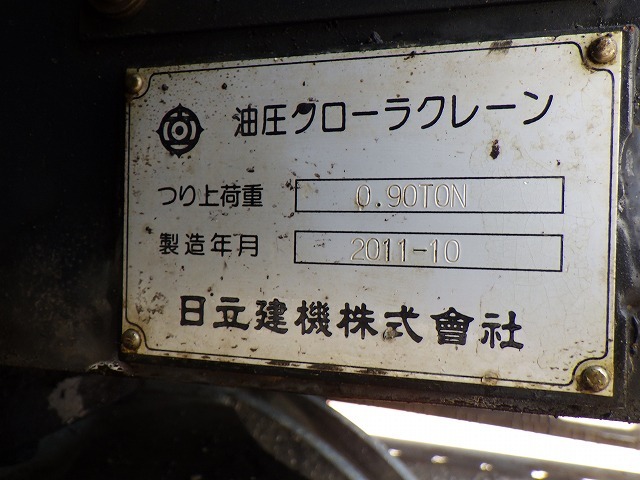 油圧クローラクレーン
つり上荷重 0.90TON
製造年月 2011-10
日立建機株式會社